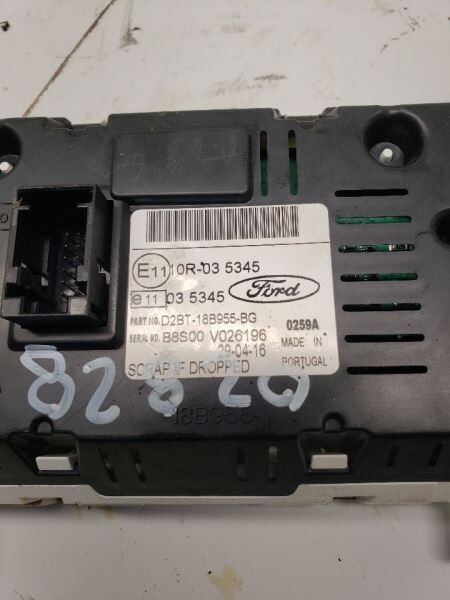 E11 10R-03 5345
e 11 03 5345 Ford
PART NO. D2BT-18B955-BG 0259A
SERIAL NO. B8S00 V026196 MADE IN
29-04-16 PORTUGAL
SCRAP IF DROPPED
18B955